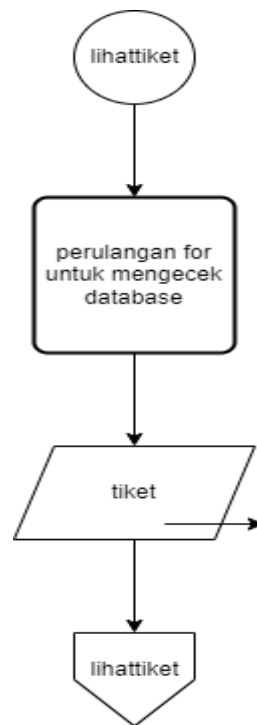 lihattiket
perulangan for
untuk mengecek
database
tiket
lihattiket